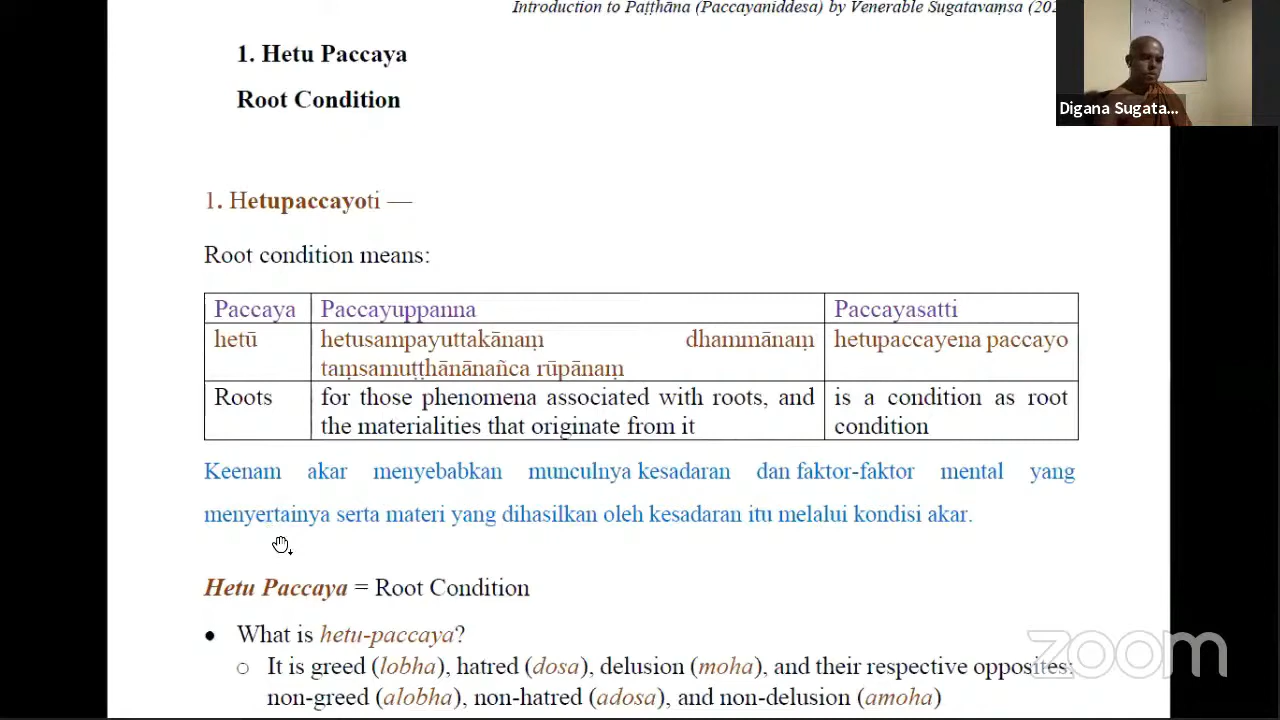 Introduction to Paṭṭhāna (Paccayaniddesa) by Venerable Sugatavaṃsa (202
1. Hetu Paccaya
Root Condition
Digana Sugata...
1. Hetupaccayoti —
Root condition means:
Paccaya Paccayuppanna Paccayasatti
hetū hetusampayuttakānaṃ dhammānaṃ hetupaccayena paccayo
taṃsamuṭṭhānānañca rūpānaṃ
Roots for those phenomena associated with roots, and is a condition as root
the materialities that originate from it condition
Keenam akar menyebabkan munculnya kesadaran dan faktor-faktor mental yang
menyertainya serta materi yang dihasilkan oleh kesadaran itu melalui kondisi akar.
Hetu Paccaya = Root Condition
● What is hetu-paccaya?
○ It is greed (lobha), hatred (dosa), delusion (moha), and their respective opposites:
non-greed (alobha), non-hatred (adosa), and non-delusion (amoha)
zoom